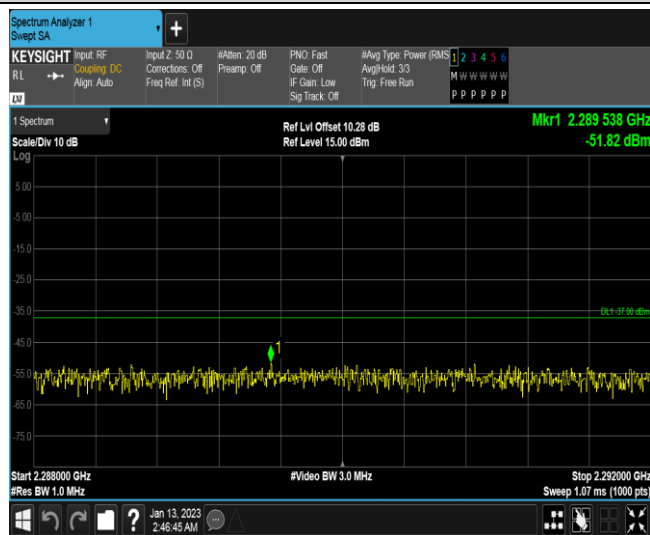 Spectrum Analyzer 1
Swept SA
+
KEYSIGHT Input: RF Input Z: 50 Ω #Atten: 20 dB PNO: Fast #Avg Type: Power (RMS 1 2 3 4 5 6
RL Coupling: DC Corrections: Off Preamp: Off Gate: Off Avg|Hold: 3/3 M W W W W W
Align: Auto Freq Ref: Int (S) IF Gain: Low Trig: Free Run
LXI Sig Track: Off P P P P P P
1 Spectrum Ref Lvl Offset 10.28 dB Mkr1 2.289 538 GHz
Scale/Div 10 dB Ref Level 15.00 dBm -51.82 dBm
Log
5.00
-5.00
-15.0
-25.0
-35.0 DL1 -37.00 dBm
-45.0
1
-55.0
-65.0
-75.0
Start 2.288000 GHz #Video BW 3.0 MHz Stop 2.292000 GHz
#Res BW 1.0 MHz Sweep 1.07 ms (1000 pts)
? Jan 13, 2023
2:46:45 AM